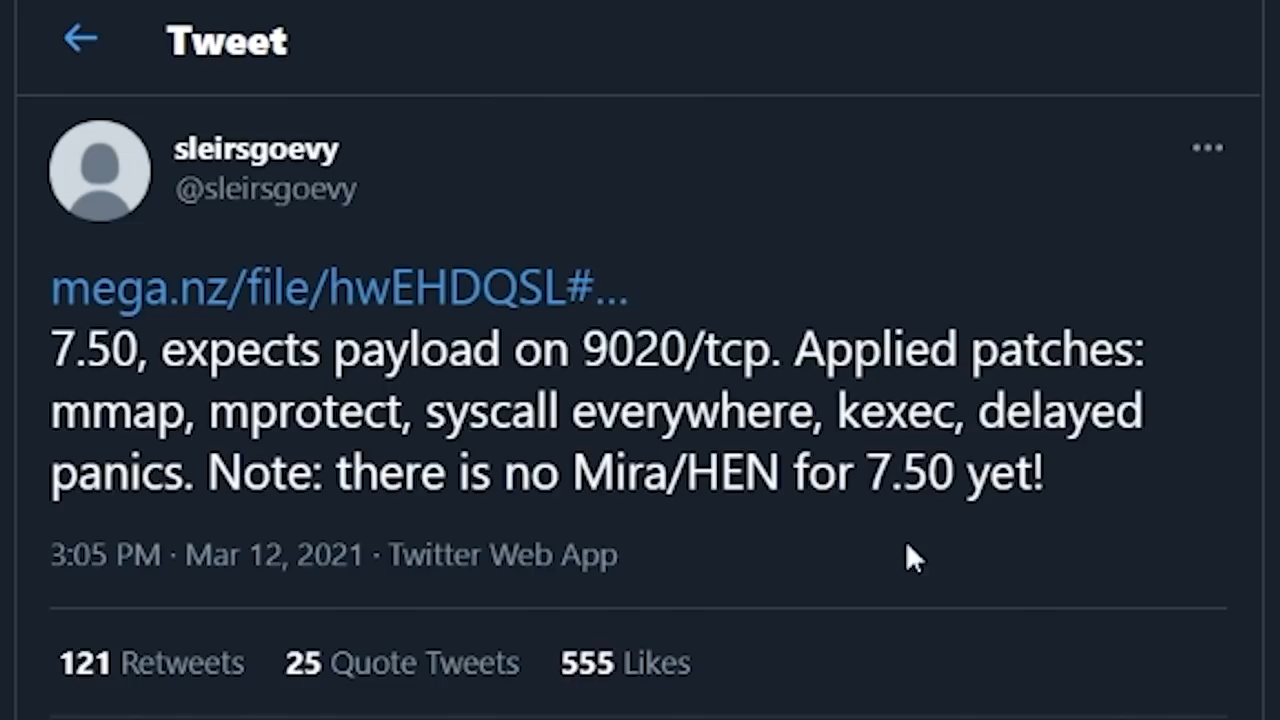 Tweet
sleirsgoevy
@sleirsgoevy
mega.nz/file/hwEHDQSL#...
7.50, expects payload on 9020/tcp. Applied patches:
mmap, mprotect, syscall everywhere, kexec, delayed
panics. Note: there is no Mira/HEN for 7.50 yet!
3:05 PM · Mar 12, 2021 · Twitter Web App
121 Retweets 25 Quote Tweets 555 Likes